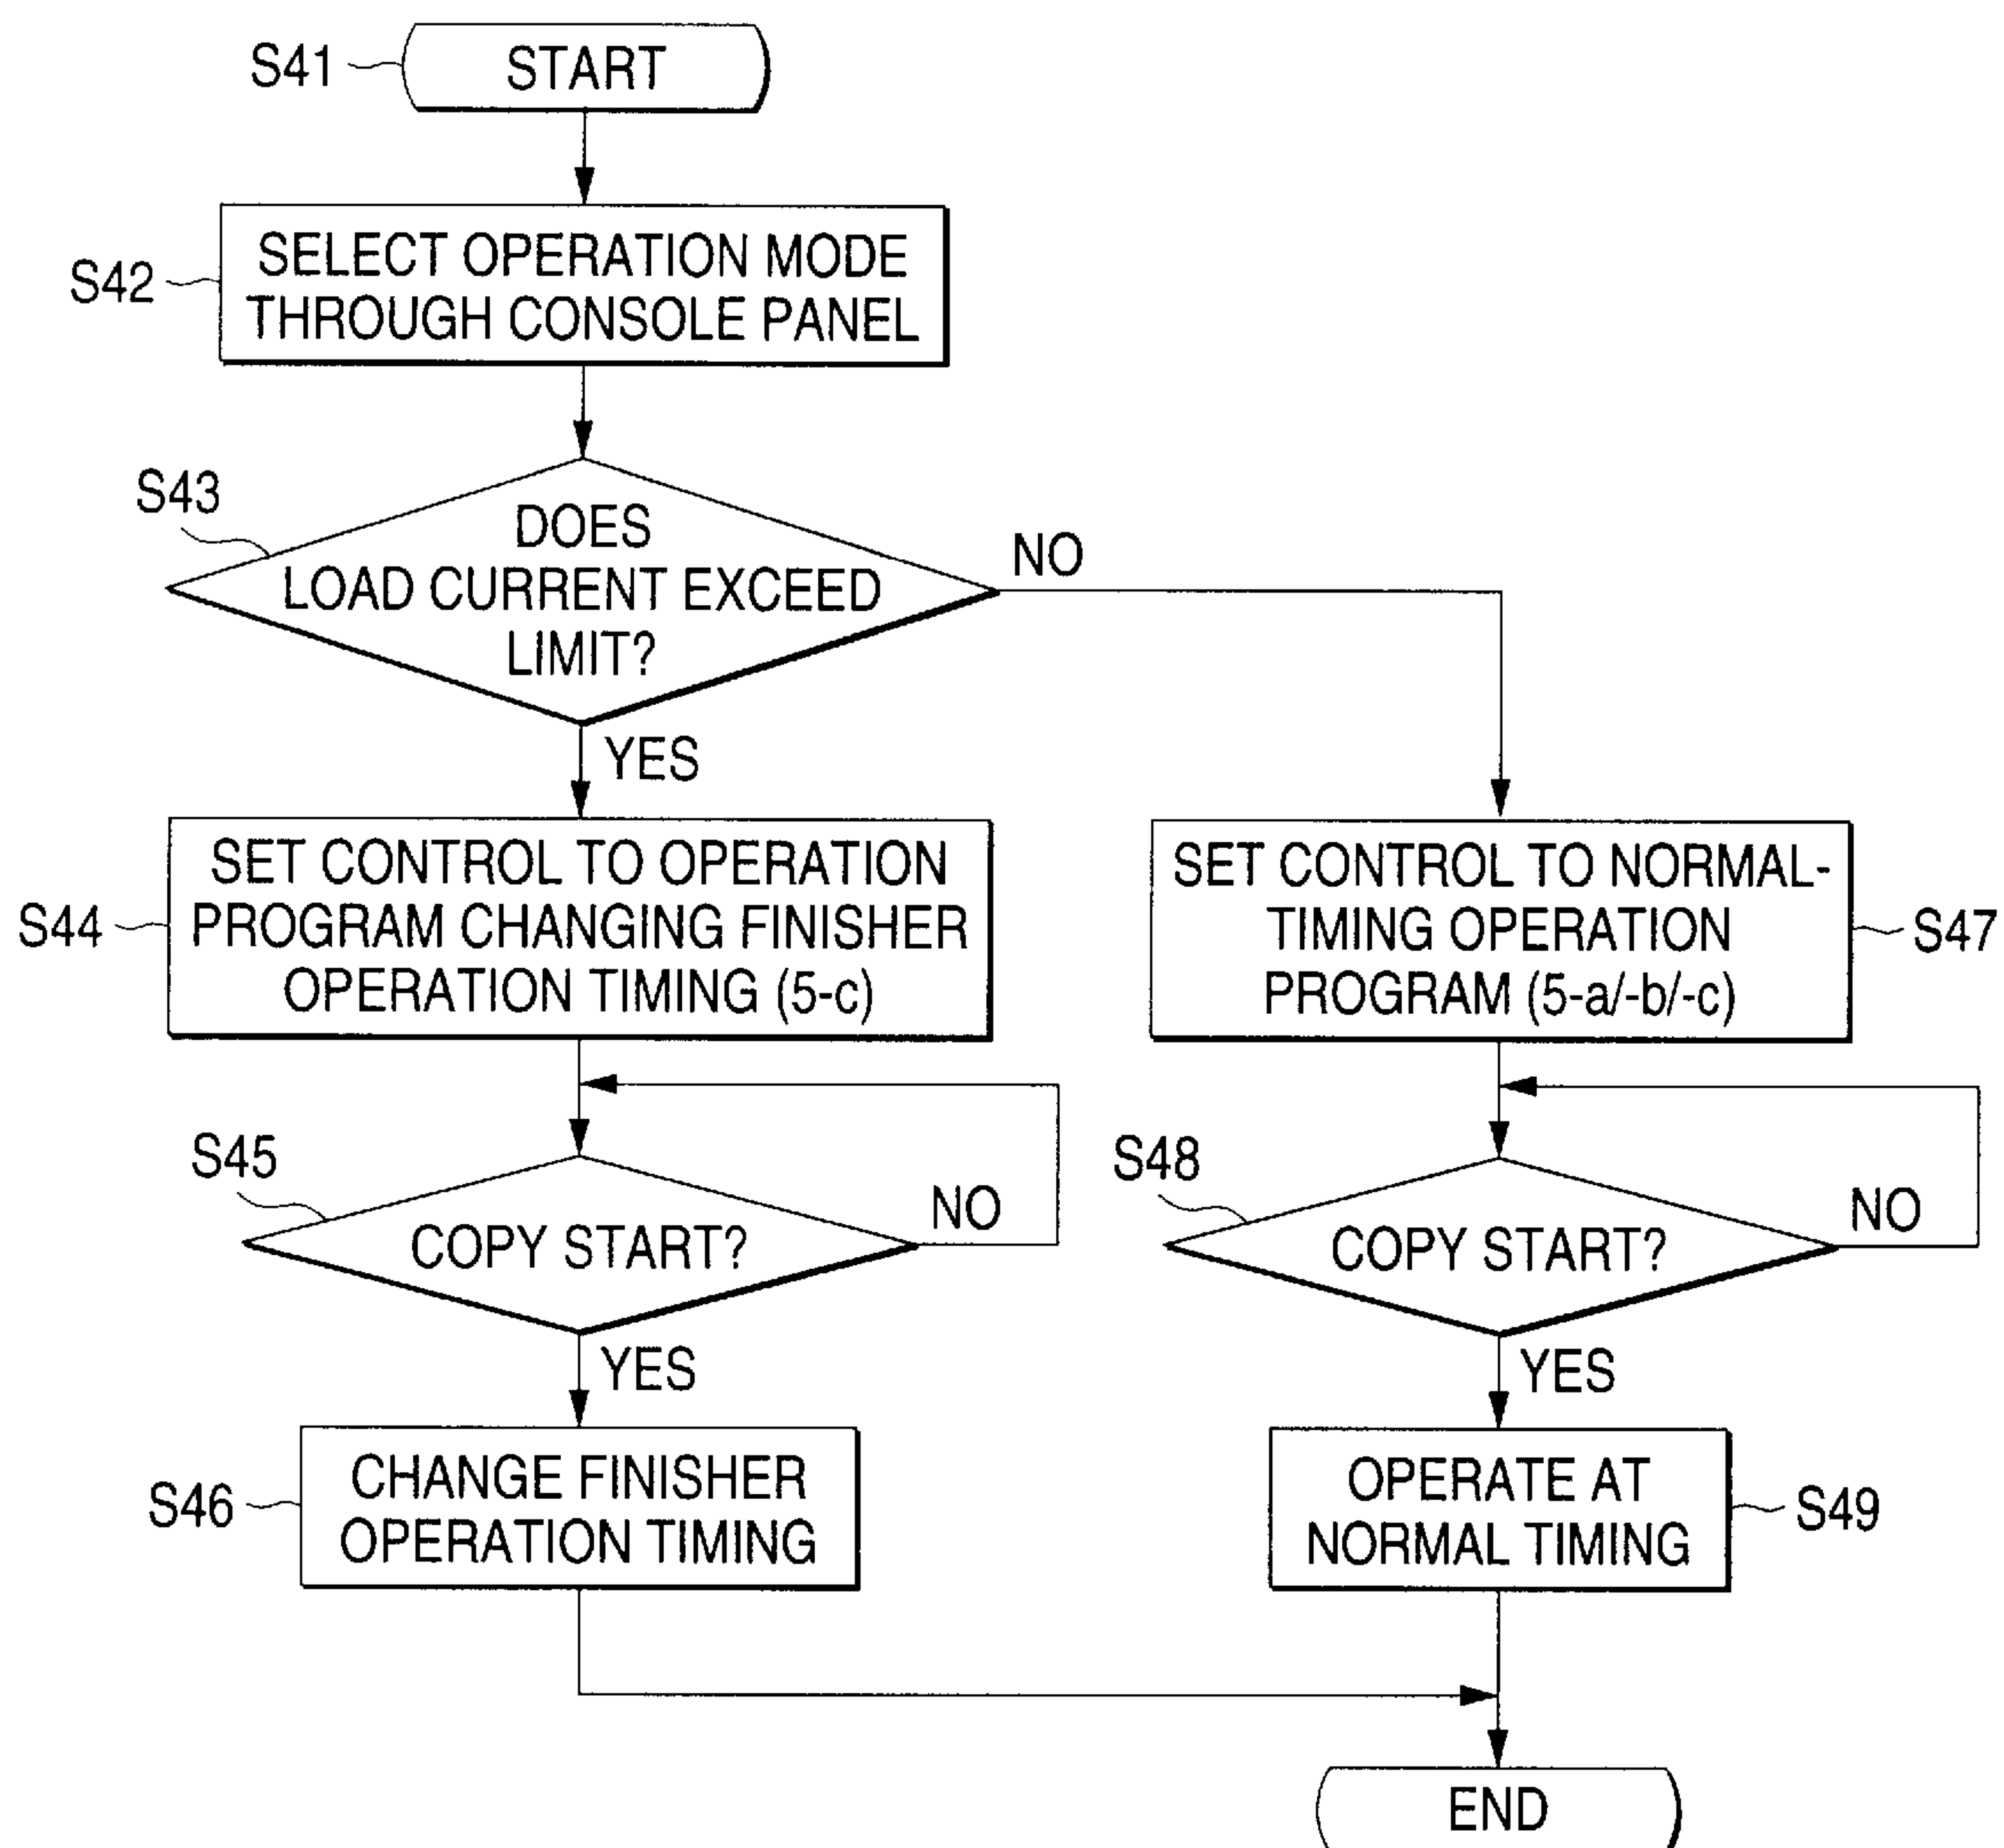 S41
START
S42
SELECT OPERATION MODE
THROUGH CONSOLE PANEL
S43
DOES
LOAD CURRENT EXCEED
LIMIT?
NO
YES
S44
SET CONTROL TO OPERATION
PROGRAM CHANGING FINISHER
OPERATION TIMING (5-c)
SET CONTROL TO NORMAL-
TIMING OPERATION
PROGRAM (5-a/-b/-c)
S47
S45
COPY START?
NO
YES
S48
COPY START?
NO
YES
S46
CHANGE FINISHER
OPERATION TIMING
OPERATE AT
NORMAL TIMING
S49
END